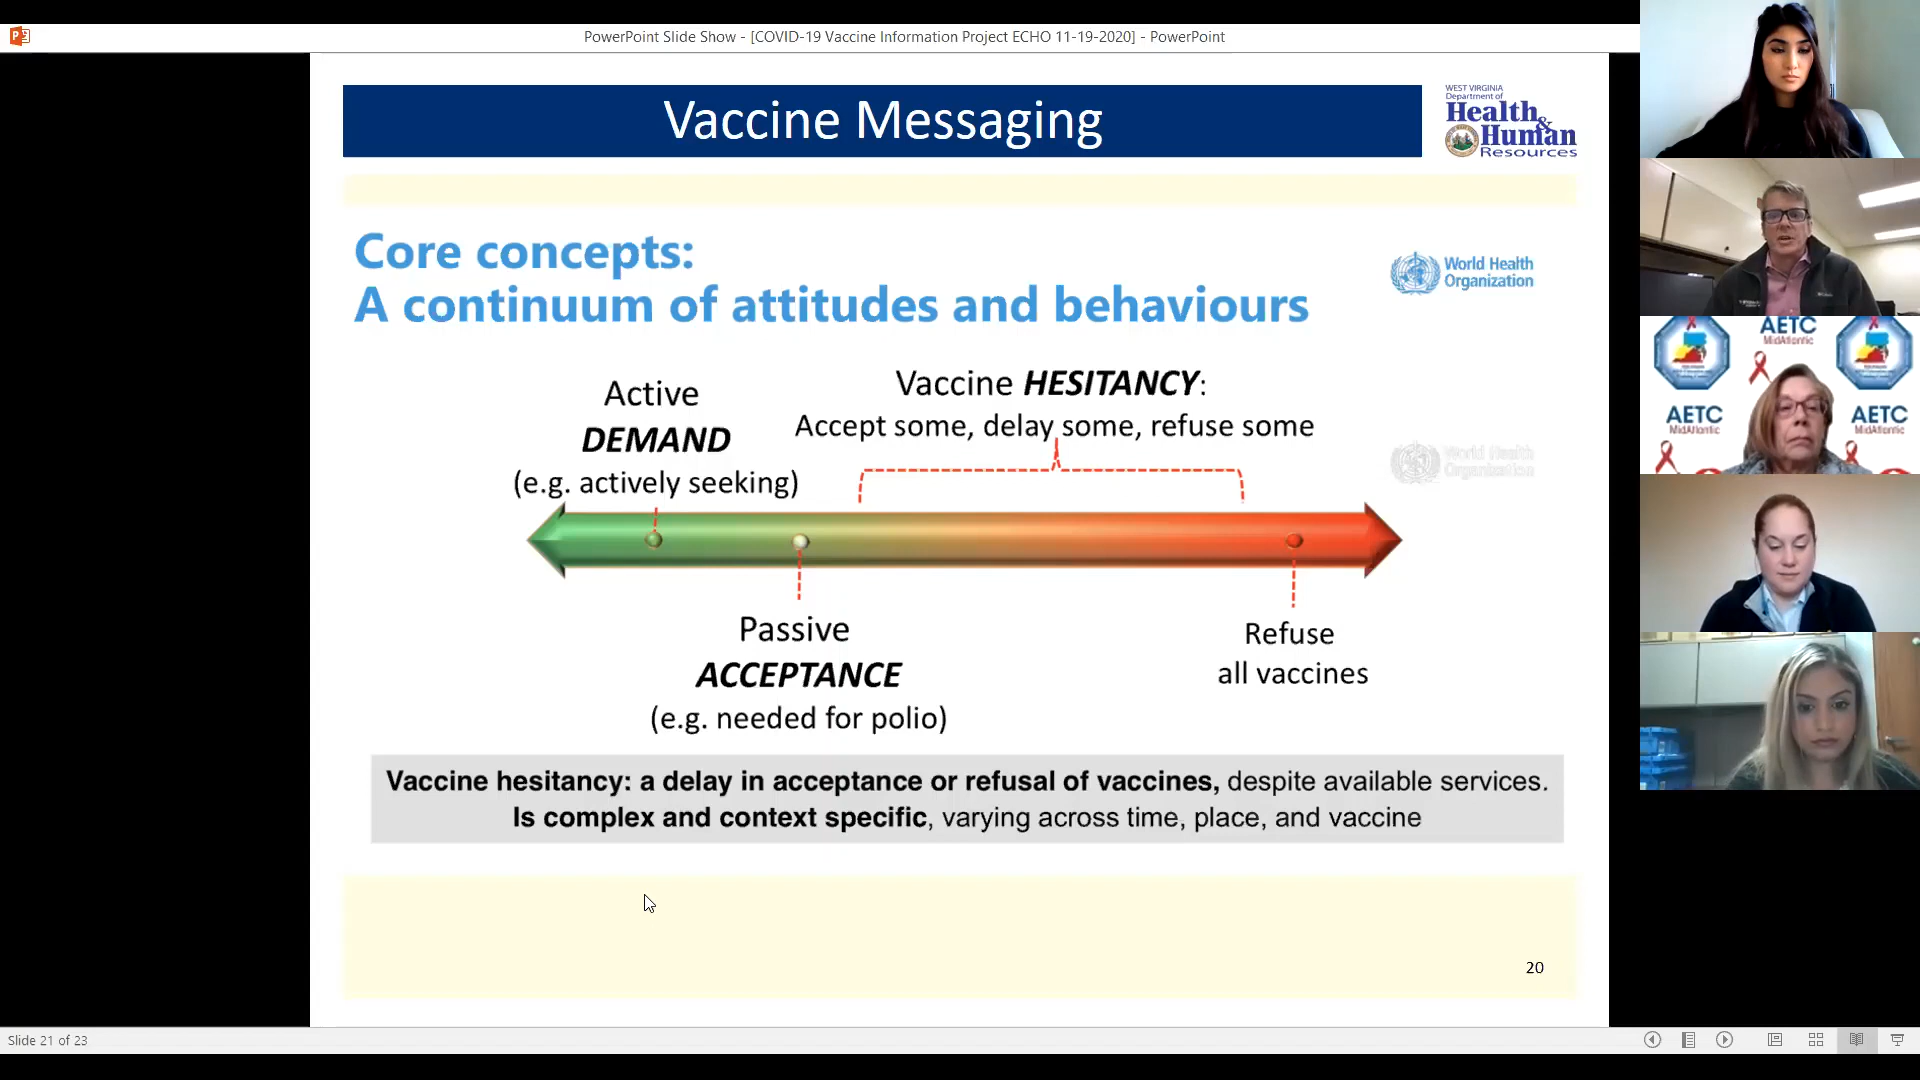 PowerPoint Slide Show - [COVID-19 Vaccine Information Project ECHO 11-19-2020] - PowerPoint
Vaccine Messaging
WEST VIRGINIA
Department of
Health &
Human
Resources
Core concepts:
A continuum of attitudes and behaviours
World Health
Organization
Active
DEMAND
(e.g. actively seeking)
Vaccine HESITANCY:
Accept some, delay some, refuse some
World Health
Organization
Passive
ACCEPTANCE
(e.g. needed for polio)
Refuse
all vaccines
Vaccine hesitancy: a delay in acceptance or refusal of vaccines, despite available services.
Is complex and context specific, varying across time, place, and vaccine
20
Slide 21 of 23
AETC
MidAtlantic
AETC
MidAtlantic
AETC
MidAtlantic